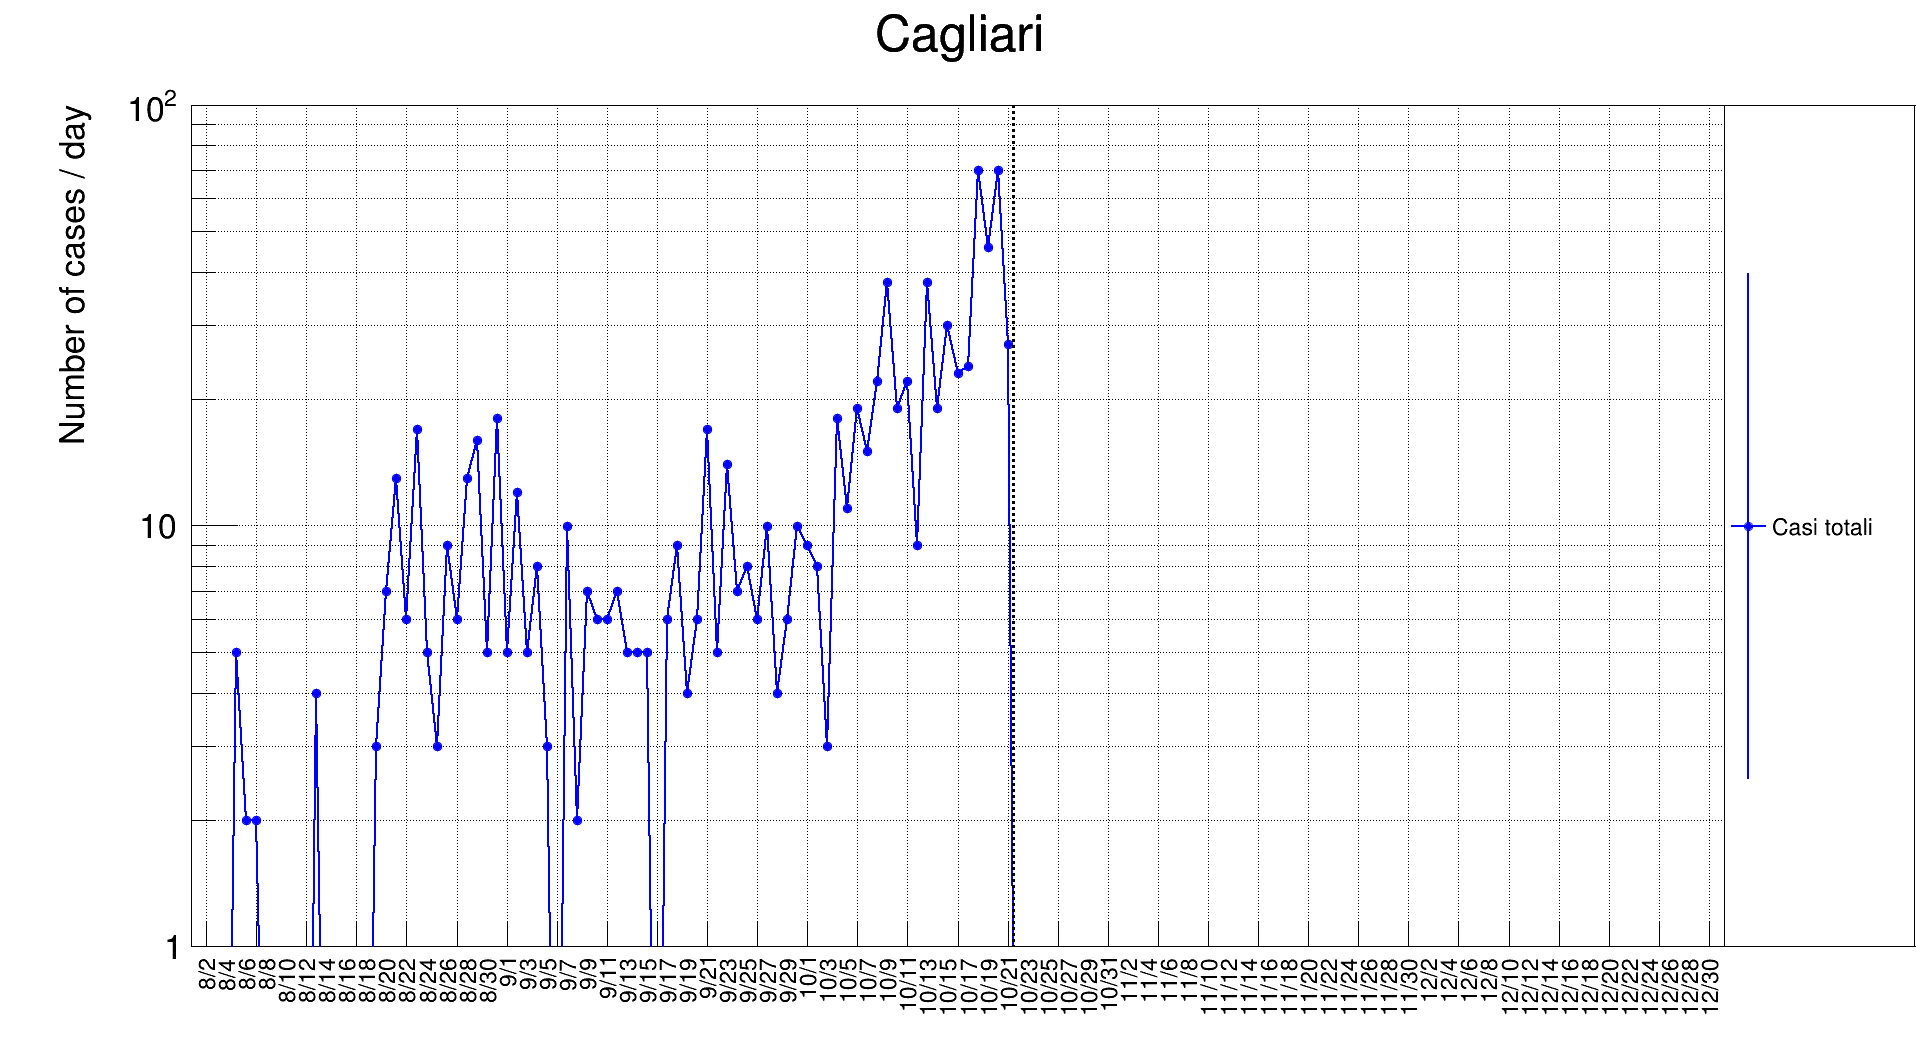 Cagliari
Number of cases / day
10²
10
1
8/2 8/4 8/6 8/8 8/10 8/12 8/14 8/16 8/18 8/20 8/22 8/24 8/26 8/28 8/30 9/1 9/3 9/5 9/7 9/9 9/11 9/13 9/15 9/17 9/19 9/21 9/23 9/25 9/27 9/29 10/1 10/3 10/5 10/7 10/9 10/11 10/13 10/15 10/17 10/19 10/21 10/23 10/25 10/27 10/29 10/31 11/2 11/4 11/6 11/8 11/10 11/12 11/14 11/16 11/18 11/20 11/22 11/24 11/26 11/28 11/30 12/2 12/4 12/6 12/8 12/10 12/12 12/14 12/16 12/18 12/20 12/22 12/24 12/26 12/28 12/30
Casi totali